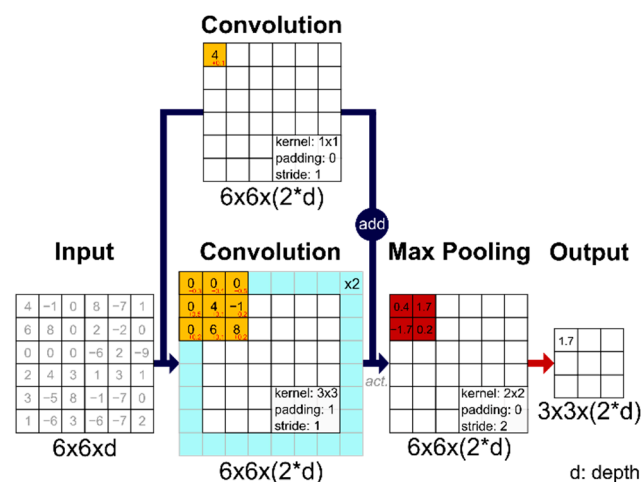 Convolution
4
×0.1
kernel: 1x1
padding: 0
stride: 1
6x6x(2*d)
add
Input
Convolution
Max Pooling
Output
4 −1 0 8 −7 1
6 8 0 2 −2 0
0 0 0 −6 2 −9
2 4 3 1 3 1
3 −5 8 −1 −7 0
1 −6 3 −6 −7 2
6x6xd
x2
0 0 0
0 4 −1
0 6 8
kernel: 3x3
padding: 1
stride: 1
6x6x(2*d)
act.
0.4 1.7
−1.7 0.2
kernel: 2x2
padding: 0
stride: 2
6x6x(2*d)
1.7
3x3x(2*d)
d: depth